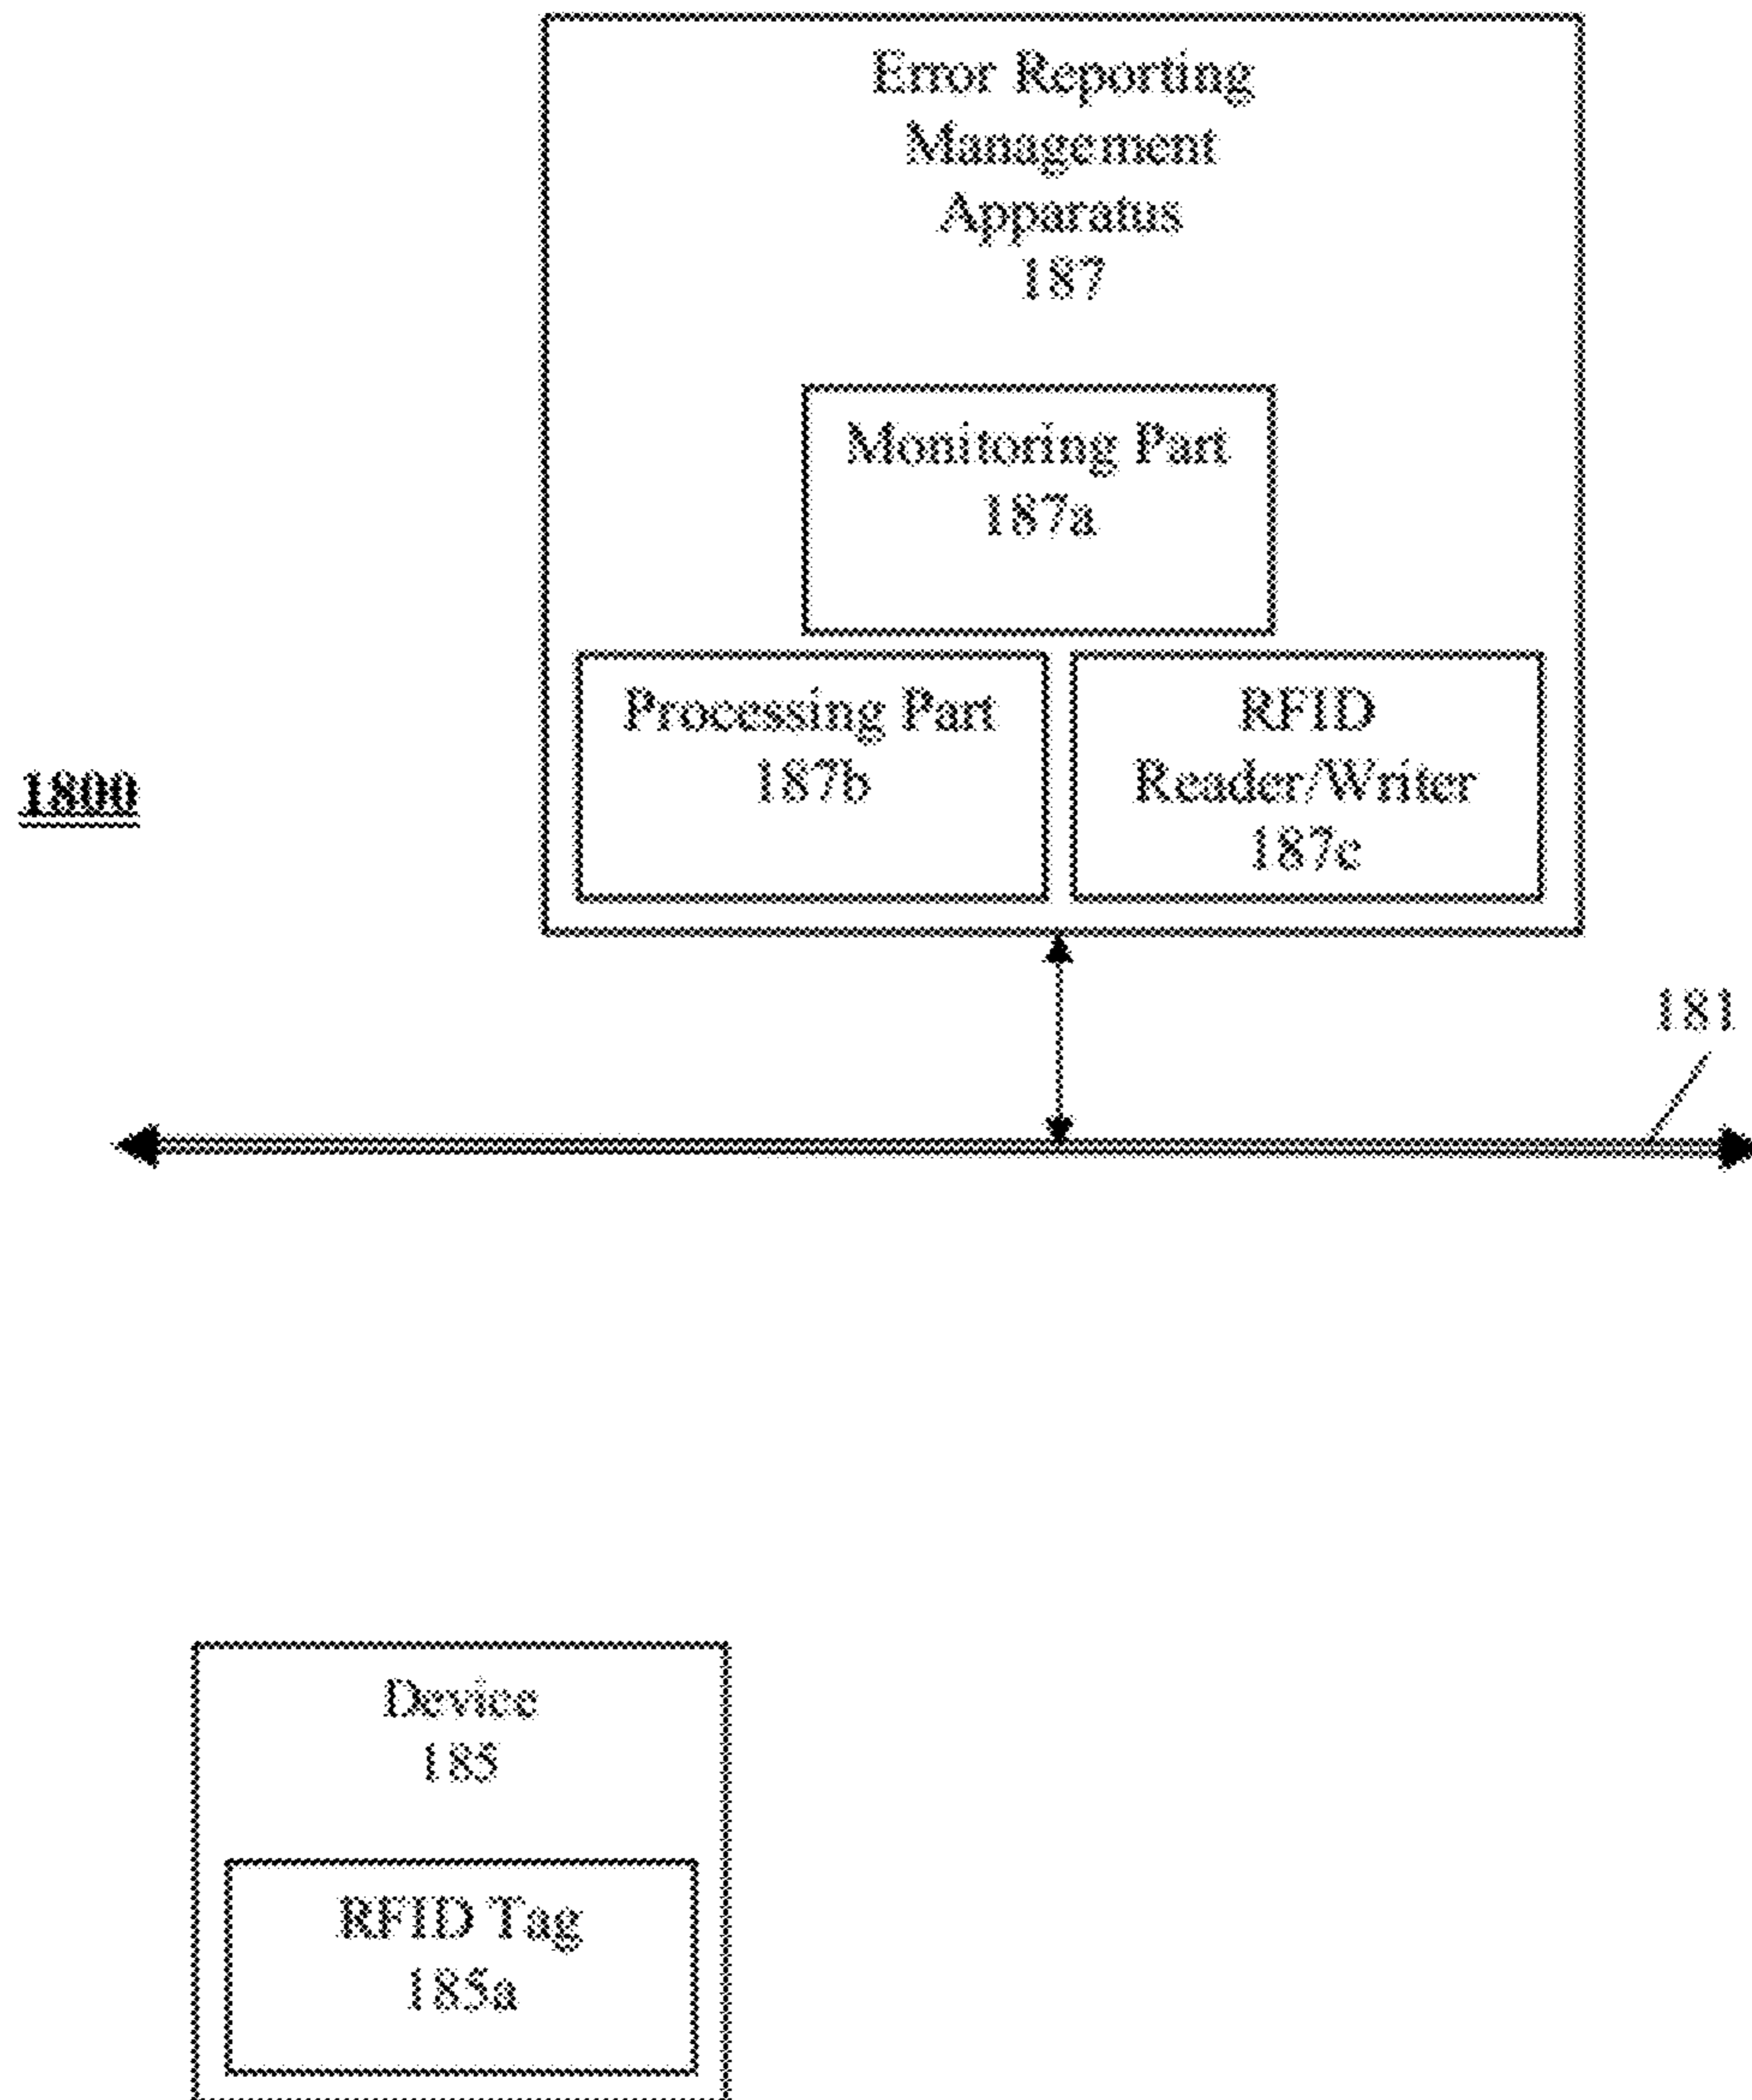 Error Reporting
Management
Apparatus
187
Monitoring Part
187a
Processing Part
187b
RFID
Reader/Writer
187c
1800
181
Device
185
RFID Tag
185a